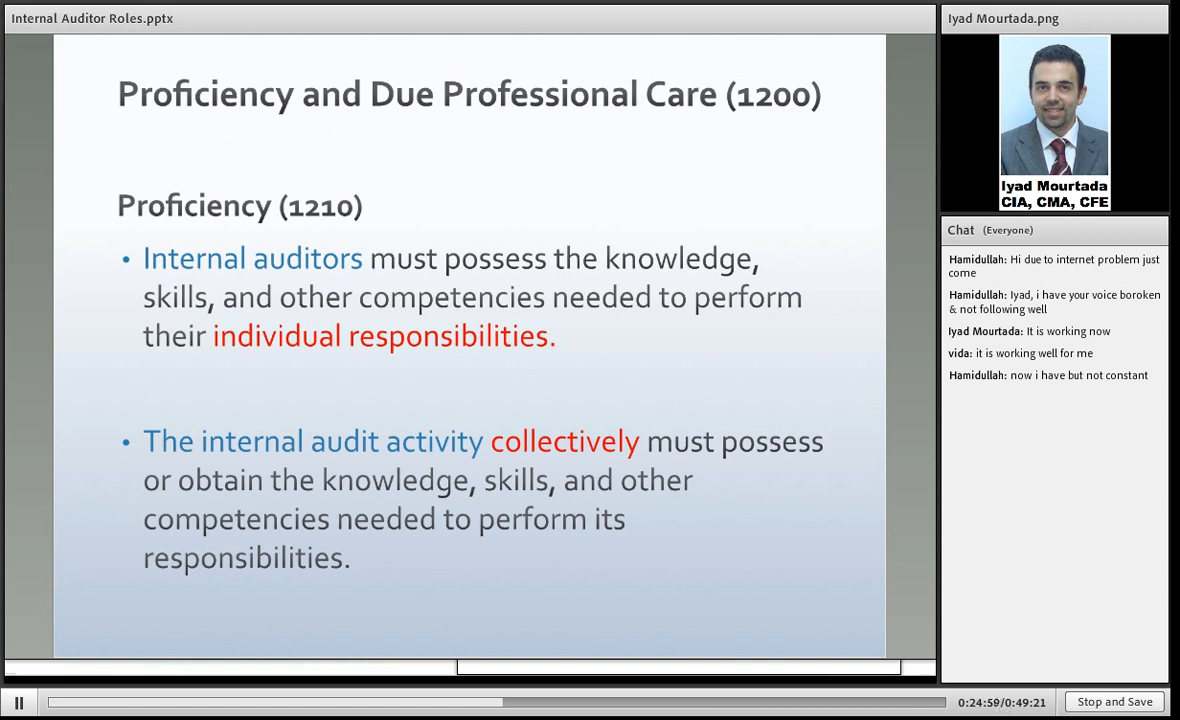 Internal Auditor Roles.pptx
Proficiency and Due Professional Care (1200)
Proficiency (1210)
• Internal auditors must possess the knowledge,
skills, and other competencies needed to perform
their individual responsibilities.
• The internal audit activity collectively must possess
or obtain the knowledge, skills, and other
competencies needed to perform its
responsibilities.
Iyad Mourtada.png
Iyad Mourtada
CIA, CMA, CFE
Chat (Everyone)
Hamidullah: Hi due to internet problem just
come
Hamidullah: Iyad, i have your voice boroken
& not following well
Iyad Mourtada: It is working now
vida: it is working well for me
Hamidullah: now i have but not constant
0:24:59/0:49:21
Stop and Save